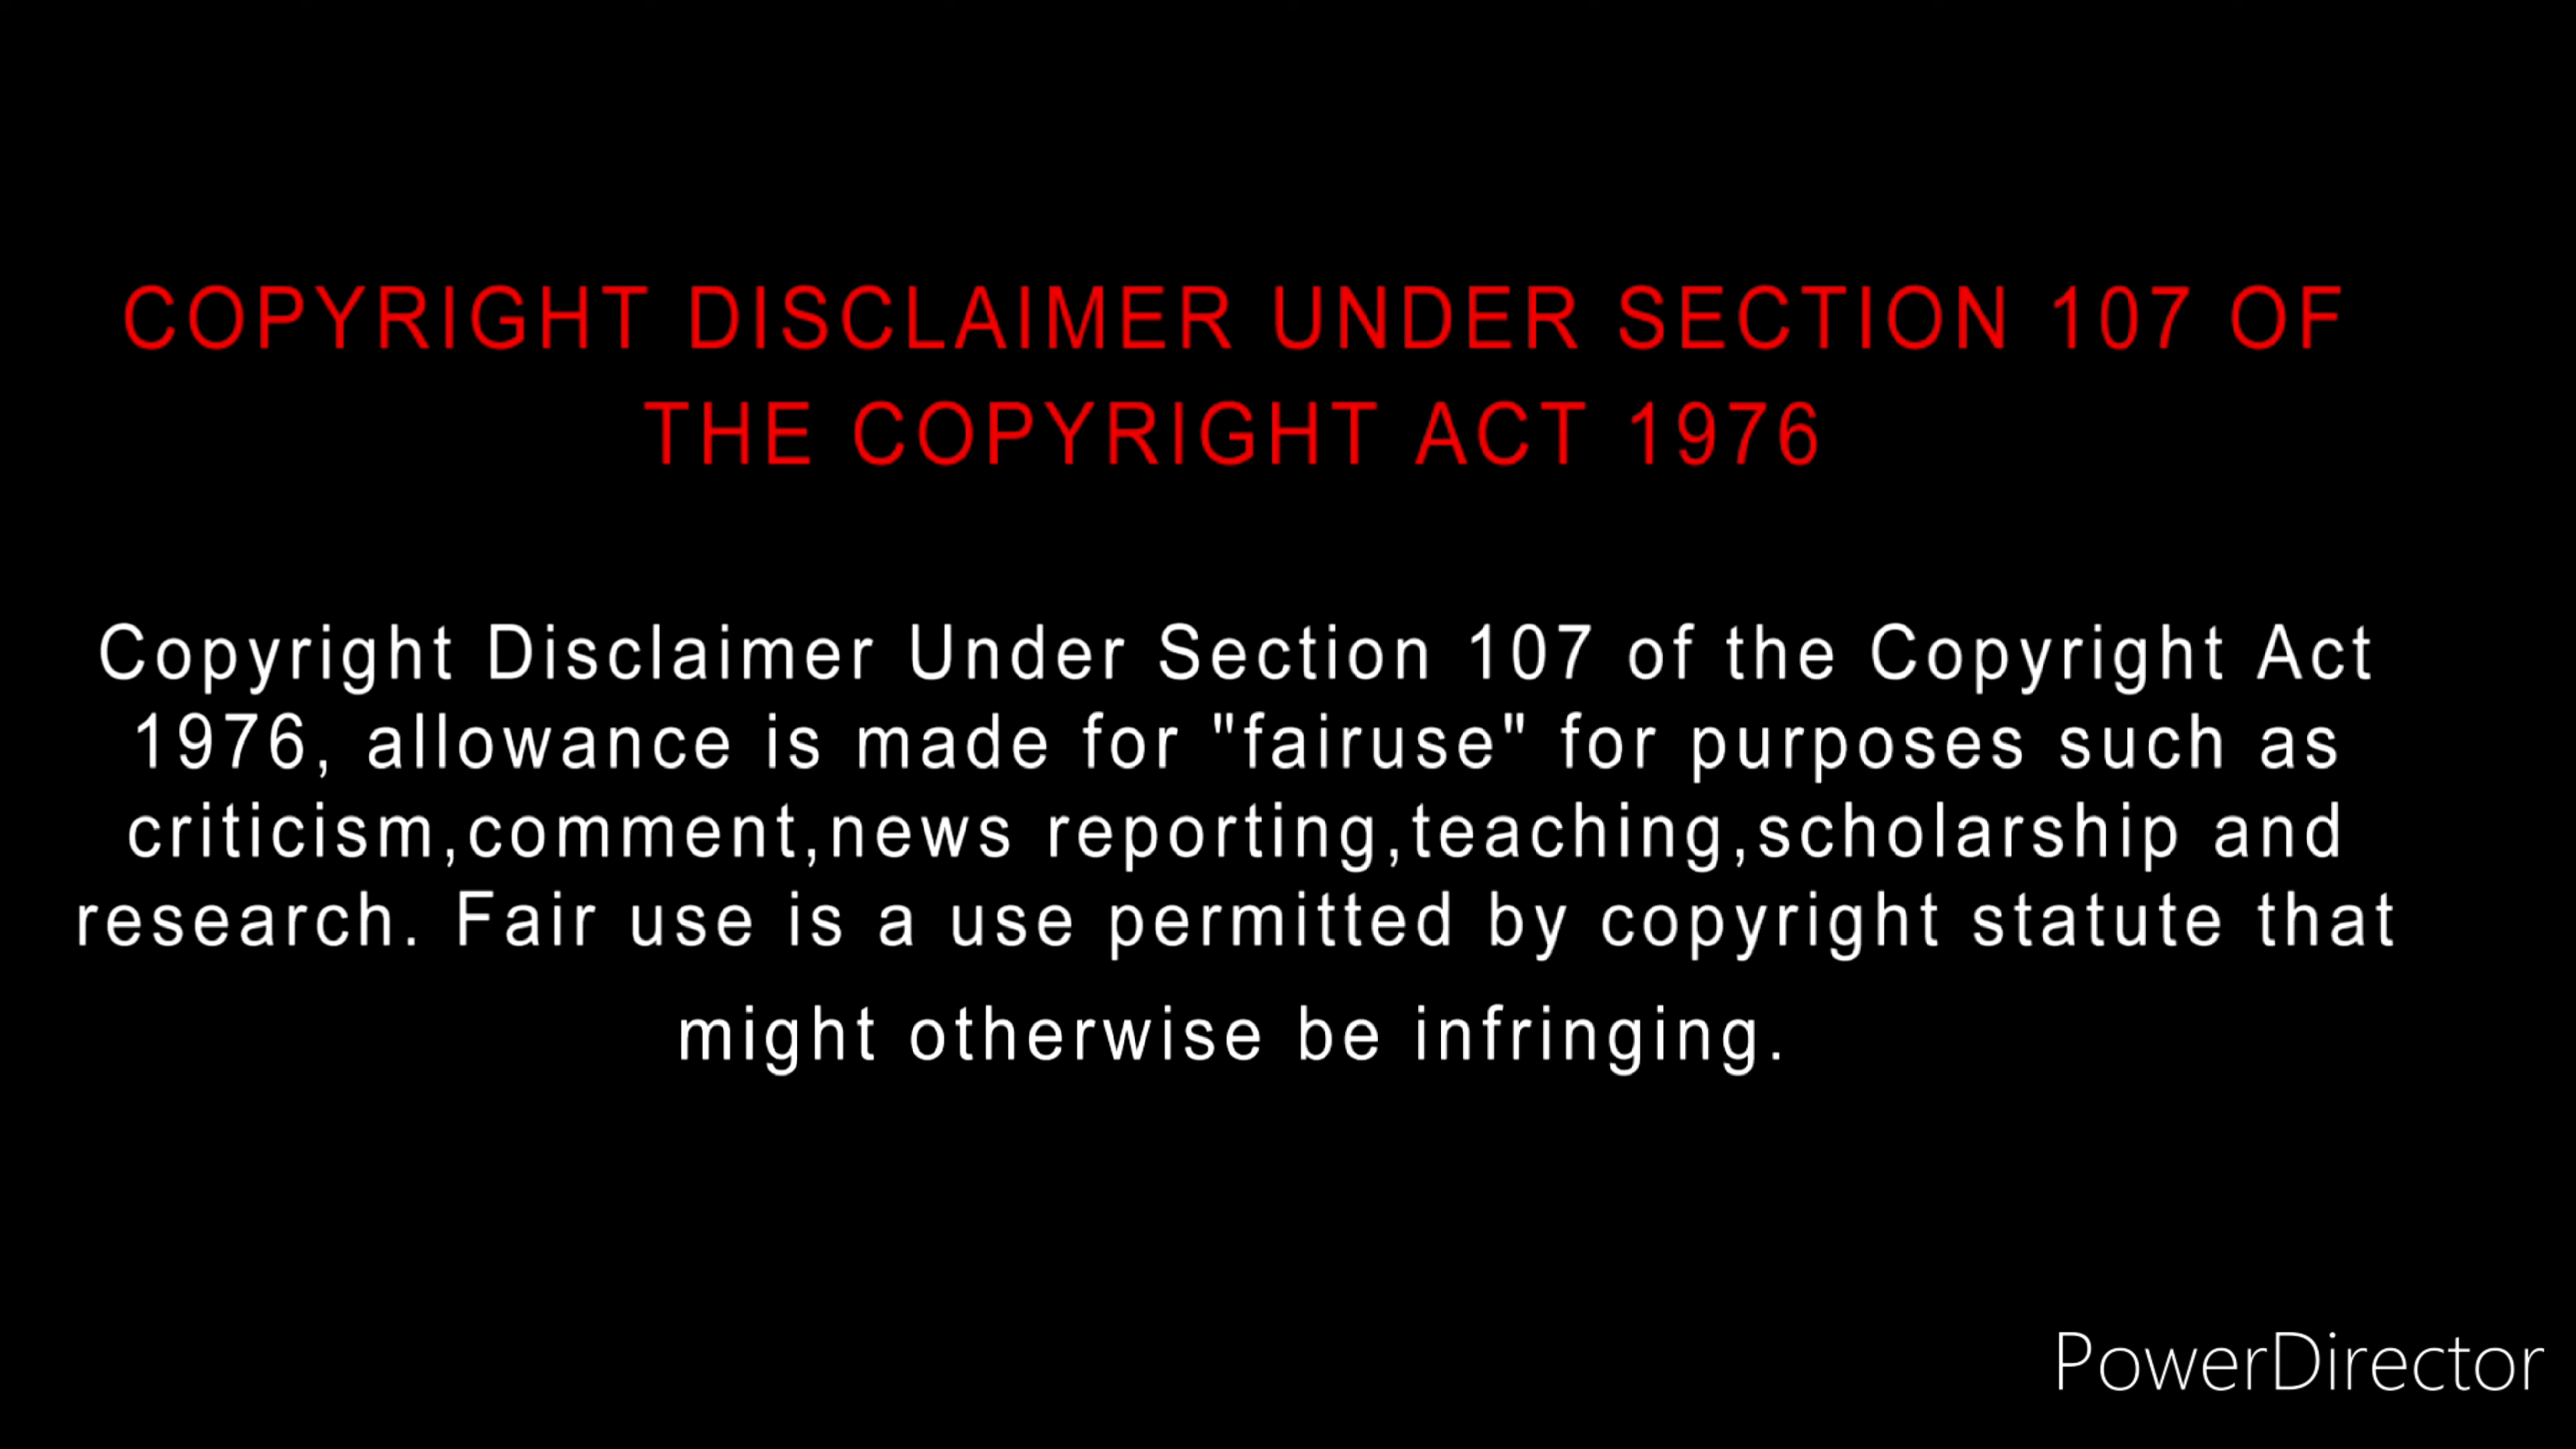 COPYRIGHT DISCLAIMER UNDER SECTION 107 OF
THE COPYRIGHT ACT 1976
Copyright Disclaimer Under Section 107 of the Copyright Act
1976, allowance is made for "fairuse" for purposes such as
criticism,comment,news reporting,teaching,scholarship and
research. Fair use is a use permitted by copyright statute that
might otherwise be infringing.
PowerDirector